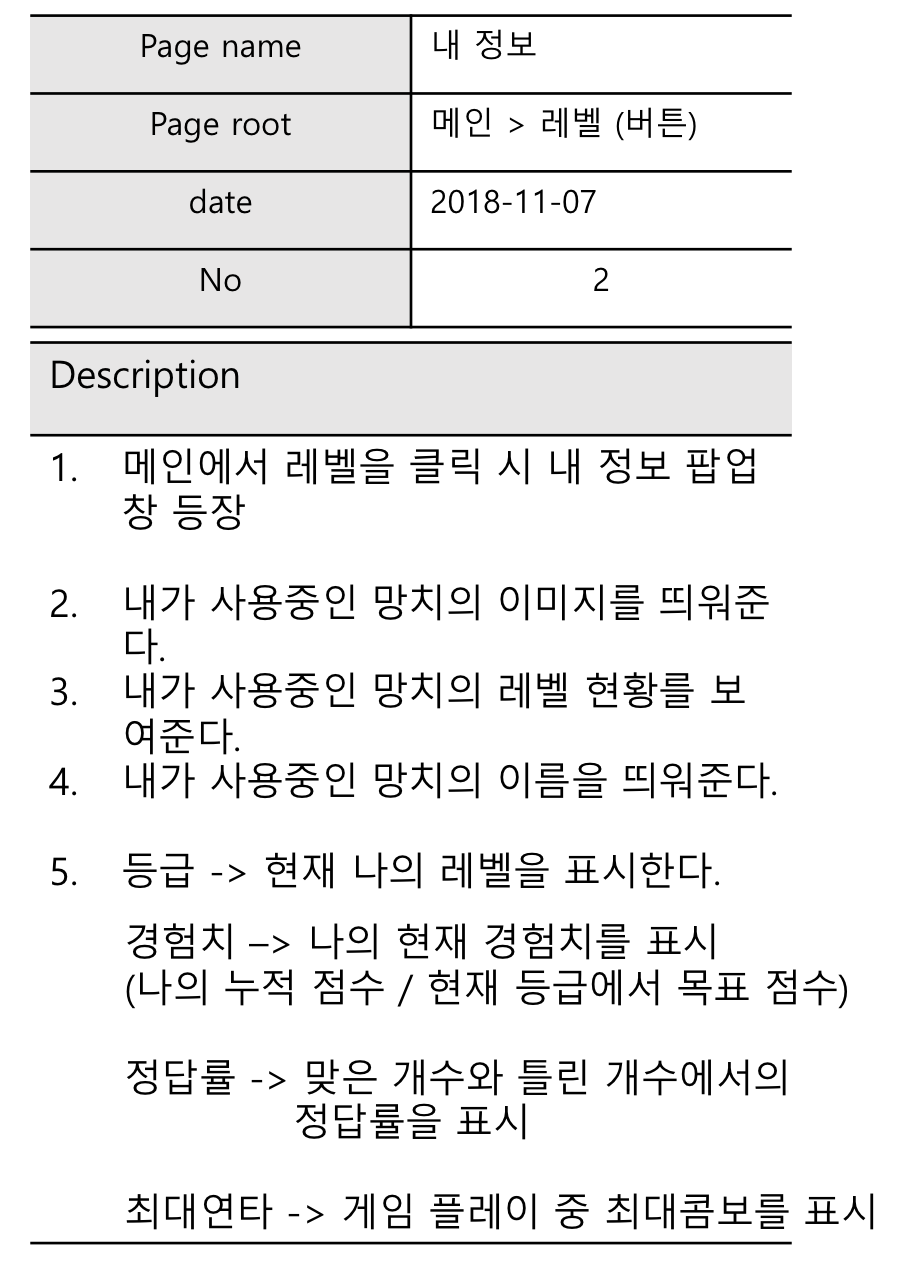 Page name 내 정보
Page root 메인 > 레벨 (버튼)
date 2018-11-07
No 2
Description
1. 메인에서 레벨을 클릭 시 내 정보 팝업
창 등장
2. 내가 사용중인 망치의 이미지를 띄워준
다.
3. 내가 사용중인 망치의 레벨 현황를 보
여준다.
4. 내가 사용중인 망치의 이름을 띄워준다.
5. 등급 -> 현재 나의 레벨을 표시한다.
경험치 –> 나의 현재 경험치를 표시
(나의 누적 점수 / 현재 등급에서 목표 점수)
정답률 -> 맞은 개수와 틀린 개수에서의
정답률을 표시
최대연타 -> 게임 플레이 중 최대콤보를 표시